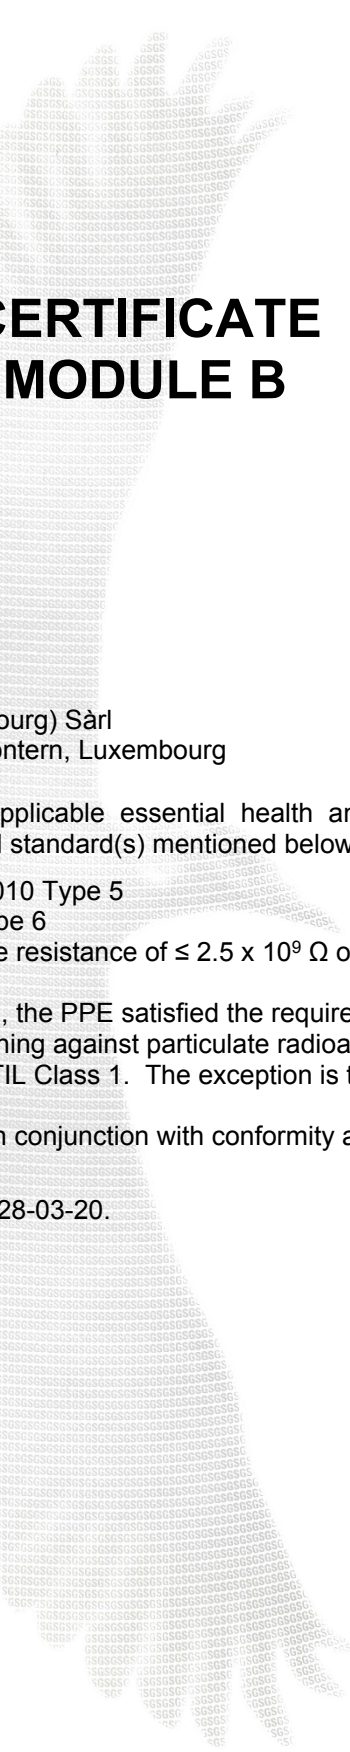 CERTIFICATE
MODULE B
ourg) Sàrl
ontern, Luxembourg
pplicable essential health an
l standard(s) mentioned below
010 Type 5
pe 6
e resistance of ≤ 2.5 x 10⁹ Ω o
, the PPE satisfied the require
ning against particulate radioa
TIL Class 1. The exception is t
n conjunction with conformity a
28-03-20.